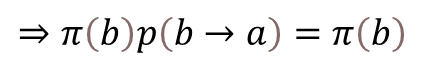 ⇒ π(b)p(b → a) = π(b)